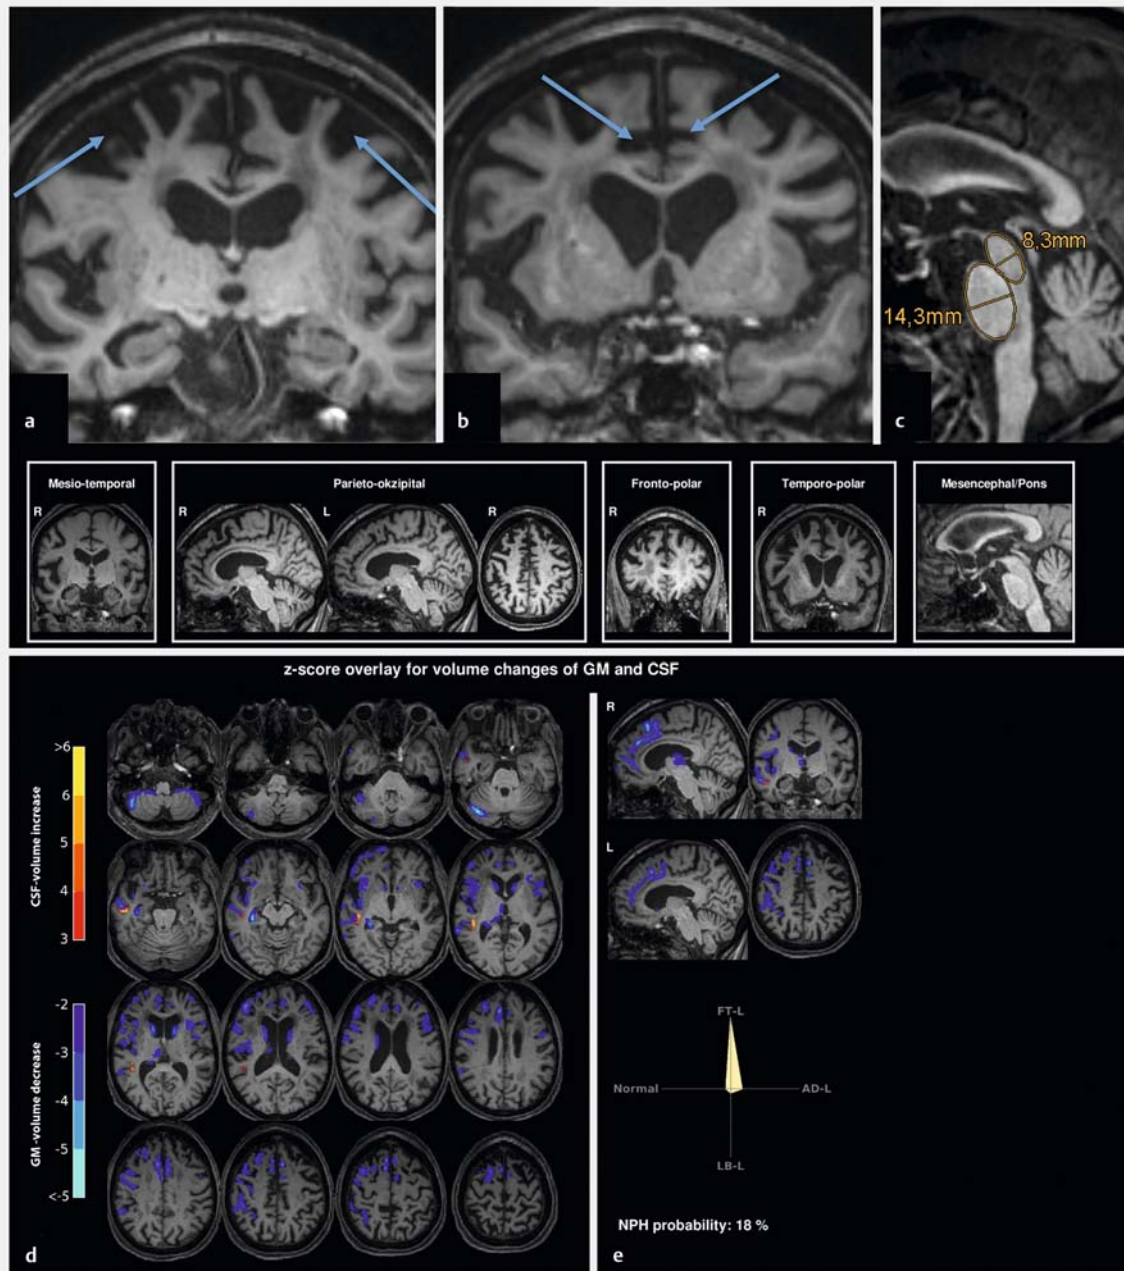 a
b
8,3mm
14,3mm
c
Mesio-temporal
R
Parieto-okzipital
R
L
R
Fronto-polar
R
Temporo-polar
R
Mesencephal/Pons
z-score overlay for volume changes of GM and CSF
CSF-volume increase
>6
6
5
4
3
GM -volume decrease
-2
-3
-4
-5
<-5
d
R
L
FT-L
Normal
AD-L
LB-L
NPH probability: 18 %
e